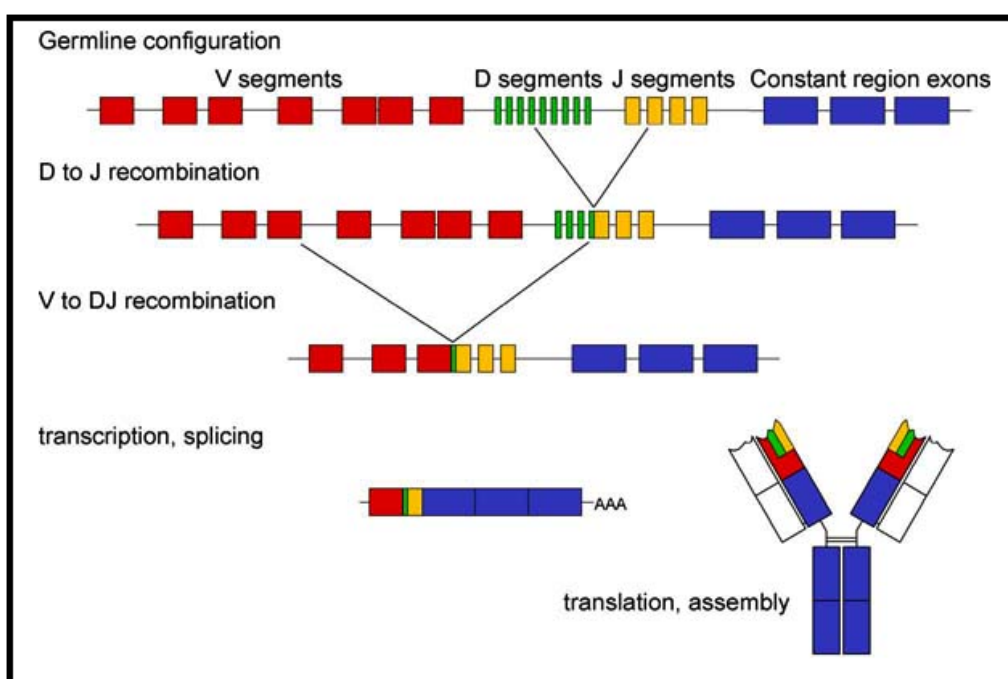 Germline configuration
V segments
D segments
J segments
Constant region exons
D to J recombination
V to DJ recombination
transcription, splicing
AAA
translation, assembly